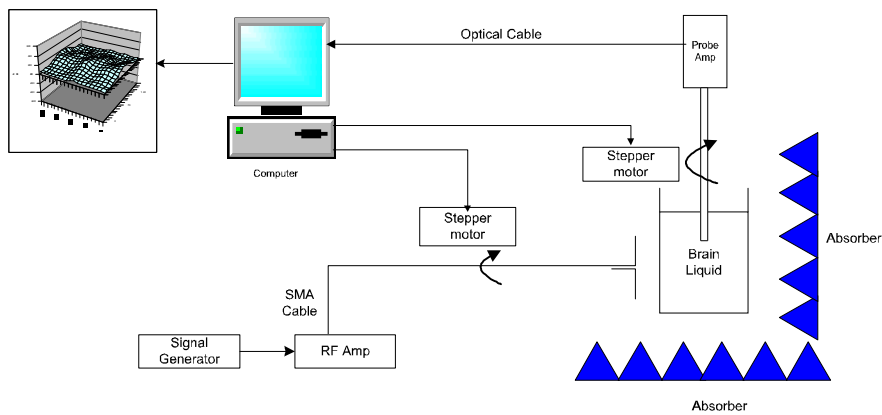 Optical Cable
Probe
Amp
Computer
Stepper
motor
Stepper
motor
Absorber
Brain
Liquid
SMA
Cable
Signal
Generator
RF Amp
Absorber